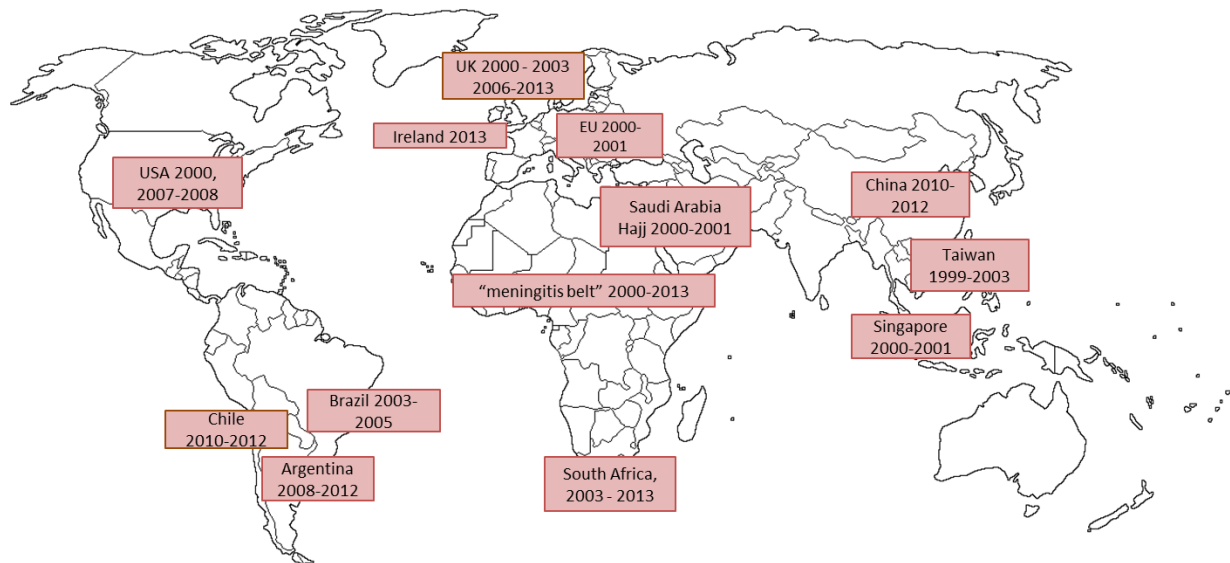 UK 2000 - 2003
2006-2013
Ireland 2013
EU 2000-
2001
USA 2000,
2007-2008
Saudi Arabia
Hajj 2000-2001
China 2010-
2012
Taiwan
1999-2003
“meningitis belt” 2000-2013
Singapore
2000-2001
Brazil 2003-
2005
Chile
2010-2012
Argentina
2008-2012
South Africa,
2003 - 2013